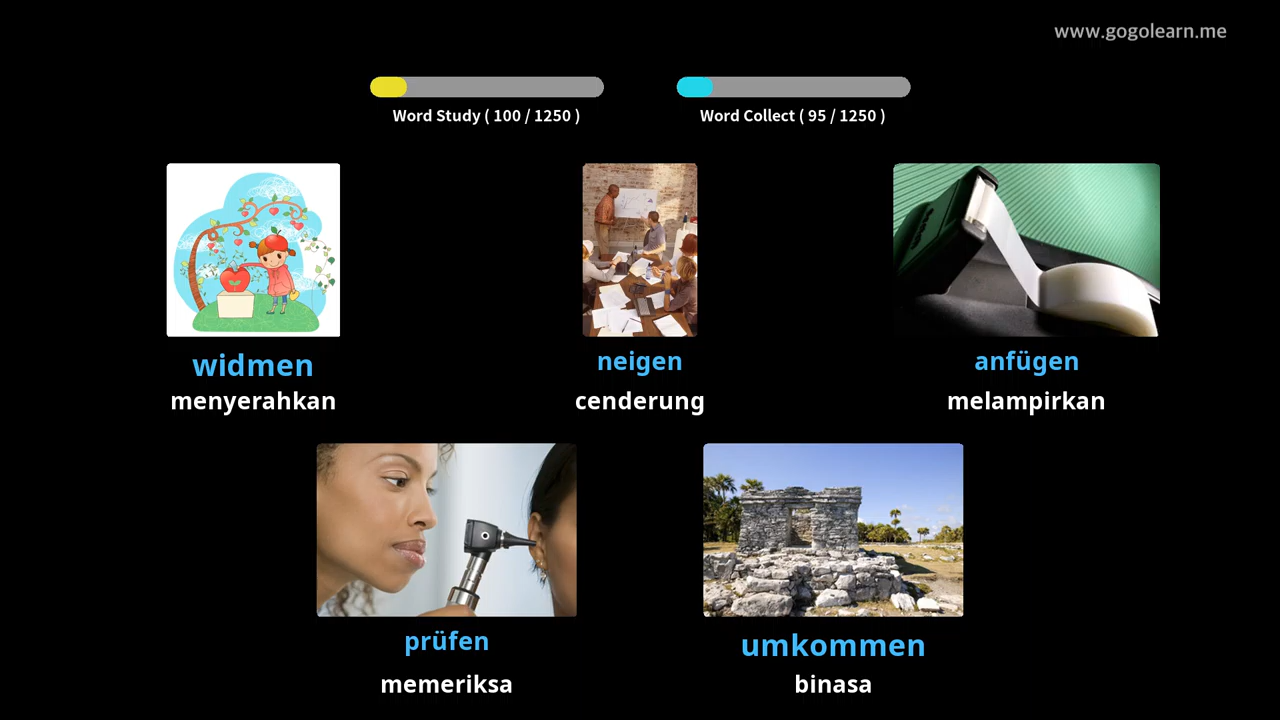 www.gogolearn.me
Word Study ( 100 / 1250 )
Word Collect ( 95 / 1250 )
widmen
menyerahkan
neigen
cenderung
anfügen
melampirkan
prüfen
memeriksa
umkommen
binasa